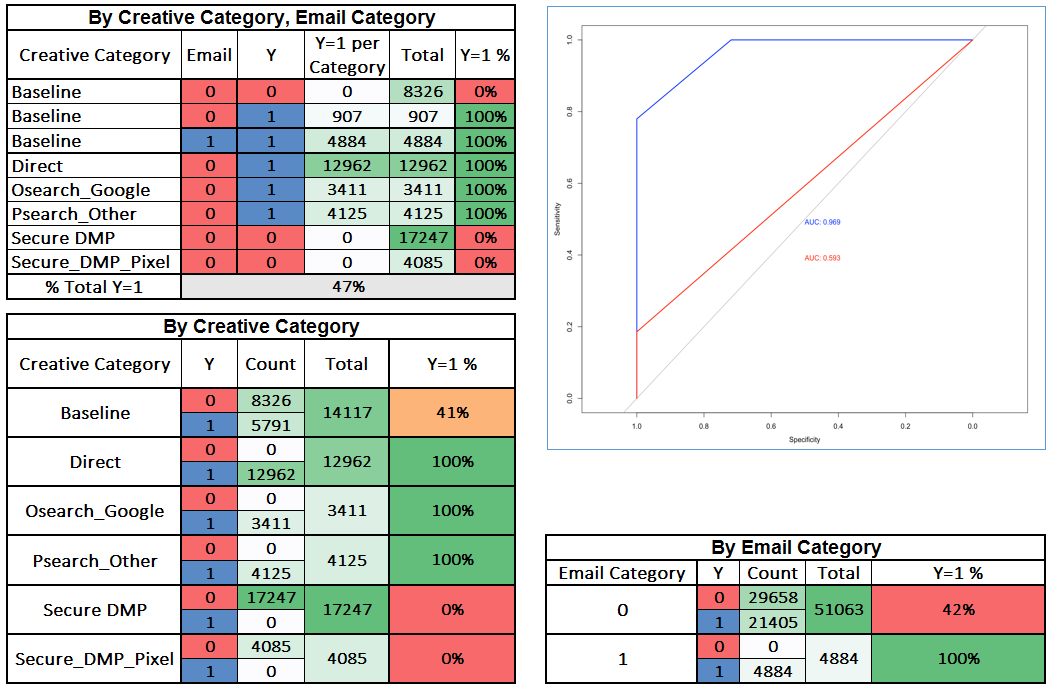 By Creative Category, Email Category
Creative Category Email Y Y=1 per Category Total Y=1 %
Baseline 0 0 0 8326 0%
Baseline 0 1 907 907 100%
Baseline 1 1 4884 4884 100%
Direct 0 1 12962 12962 100%
Osearch_Google 0 1 3411 3411 100%
Psearch_Other 0 1 4125 4125 100%
Secure DMP 0 0 0 17247 0%
Secure_DMP_Pixel 0 0 0 4085 0%
% Total Y=1 47%
By Creative Category
Creative Category Y Count Total Y=1 %
Baseline 0 8326 14117 41%
1 5791
Direct 0 0 12962 100%
1 12962
Osearch_Google 0 0 3411 100%
1 3411
Psearch_Other 0 0 4125 100%
1 4125
Secure DMP 0 17247 17247 0%
1 0
Secure_DMP_Pixel 0 4085 4085 0%
1 0
Sensitivity
1.0
0.8
0.6
0.4
0.2
0.0
AUC: 0.969
AUC: 0.593
1.0 0.8 0.6 0.4 0.2 0.0
Specificity
By Email Category
Email Category Y Count Total Y=1 %
0 0 29658 51063 42%
1 21405
1 0 0 4884 100%
1 4884